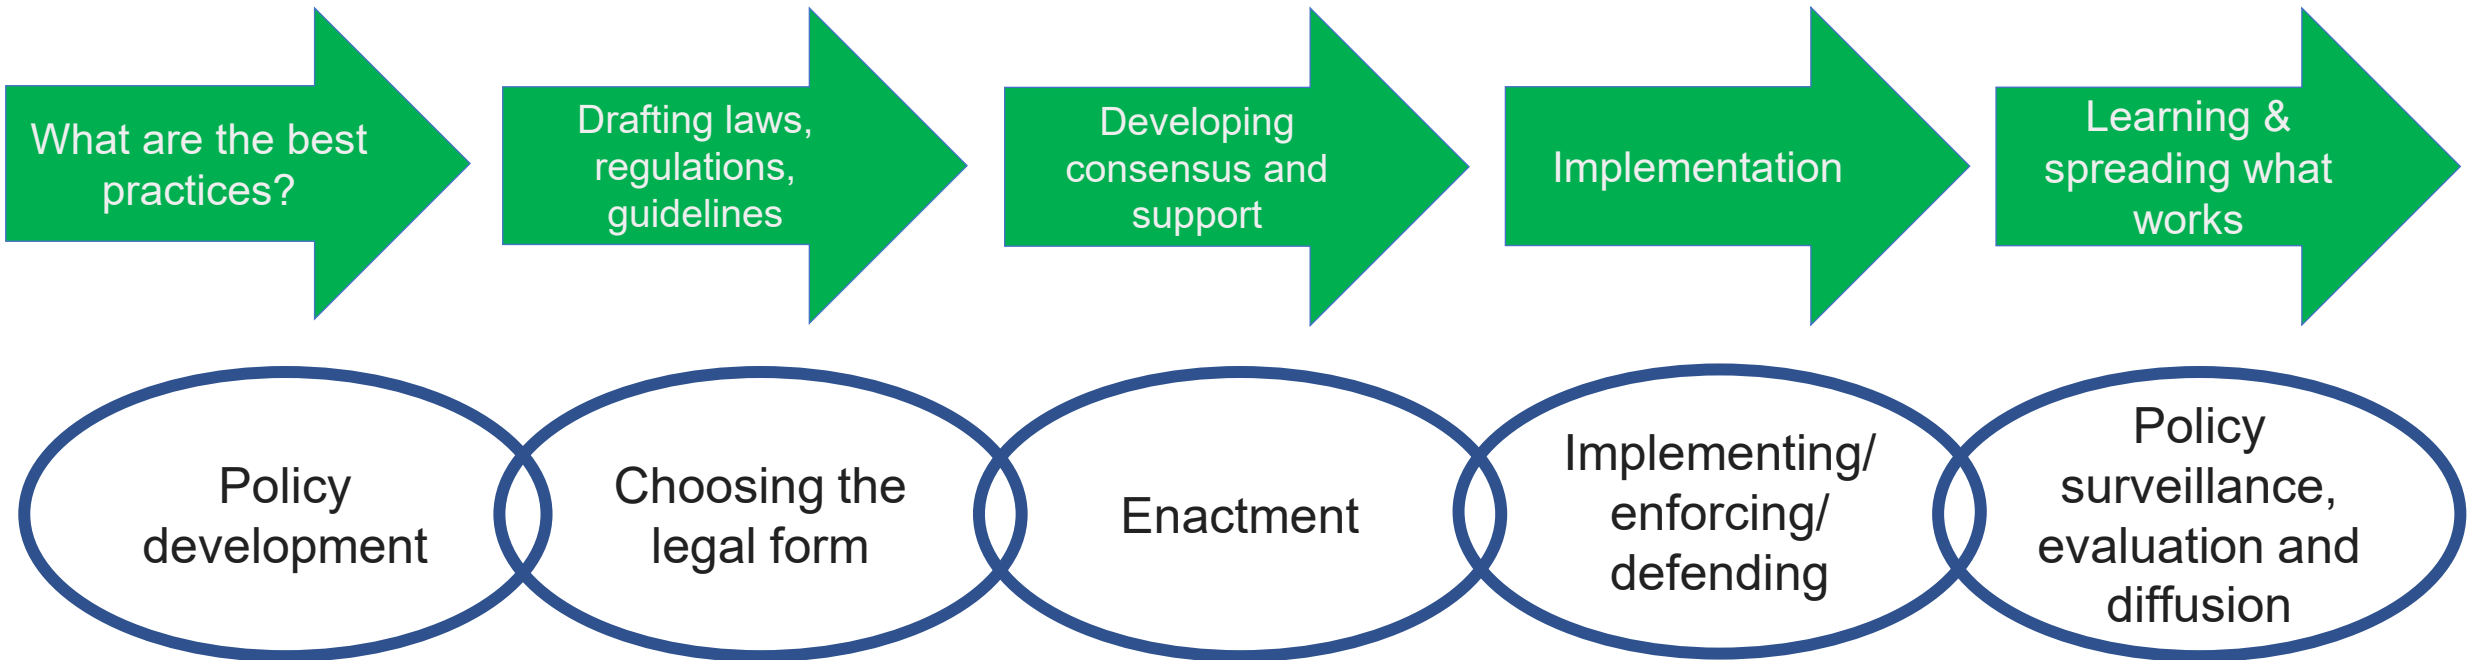 What are the best
practices?
Drafting laws,
regulations,
guidelines
Developing
consensus and
support
Implementation
Learning &
spreading what
works
Policy
development
Choosing the
legal form
Enactment
Implementing/
enforcing/
defending
Policy
surveillance,
evaluation and
diffusion